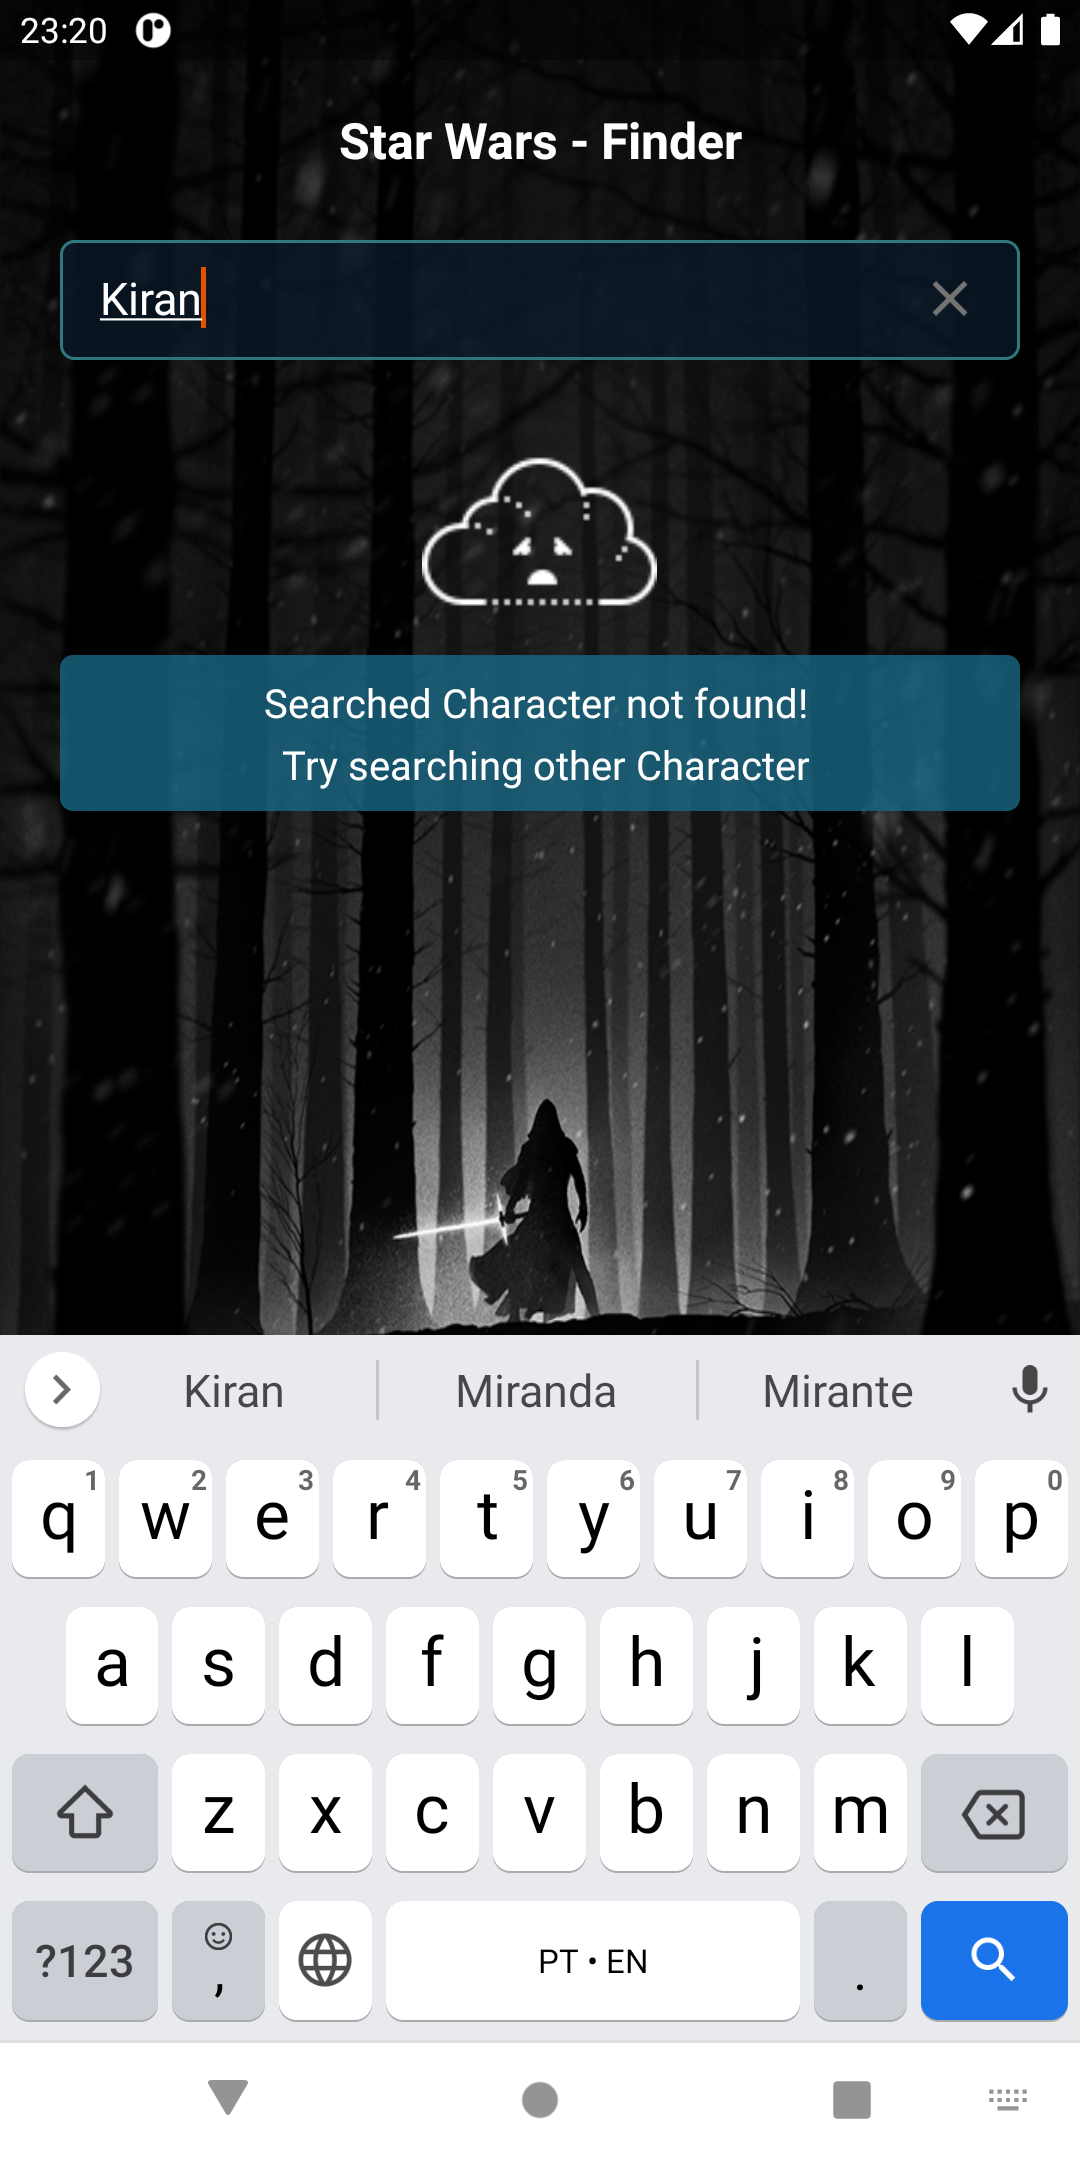 23:20
Star Wars - Finder
Kiran
Searched Character not found!
Try searching other Character
Kiran Miranda Mirante
q 1 w 2 e 3 r 4 t 5 y 6 u 7 i 8 o 9 p 0
a s d f g h j k l
z x c v b n m
?123 , PT • EN .